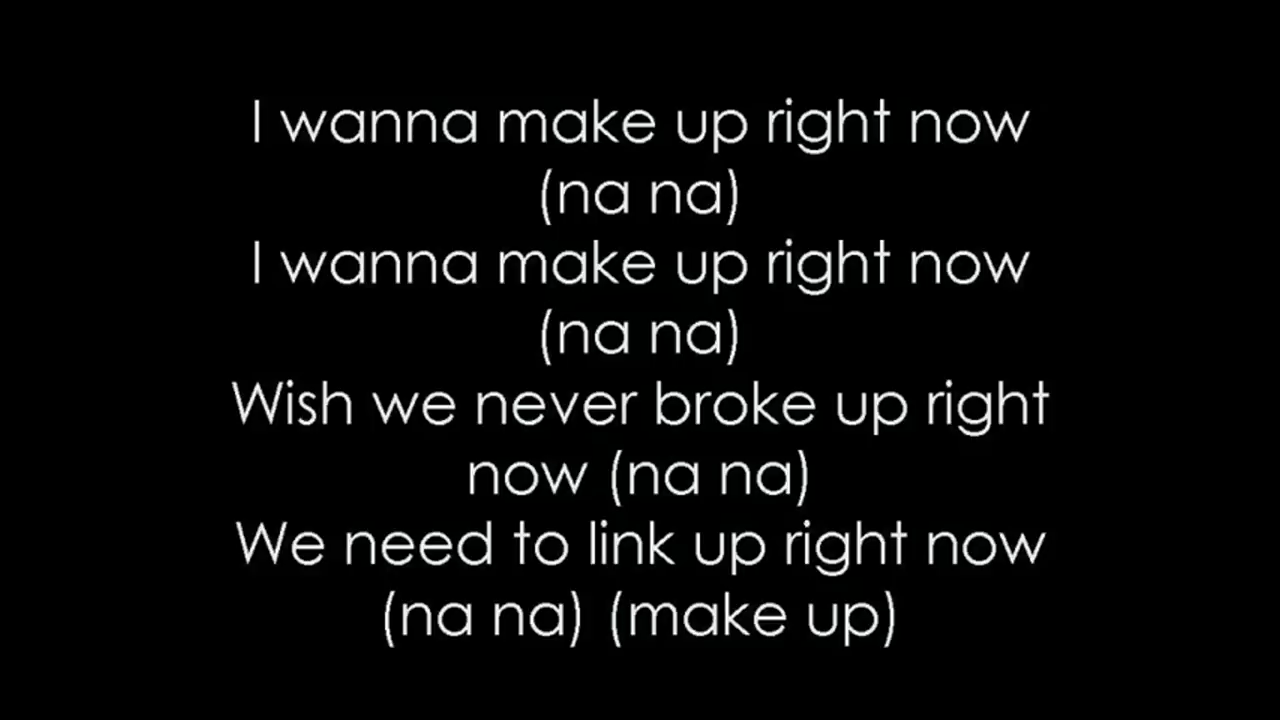 I wanna make up right now
(na na)
I wanna make up right now
(na na)
Wish we never broke up right
now (na na)
We need to link up right now
(na na) (make up)